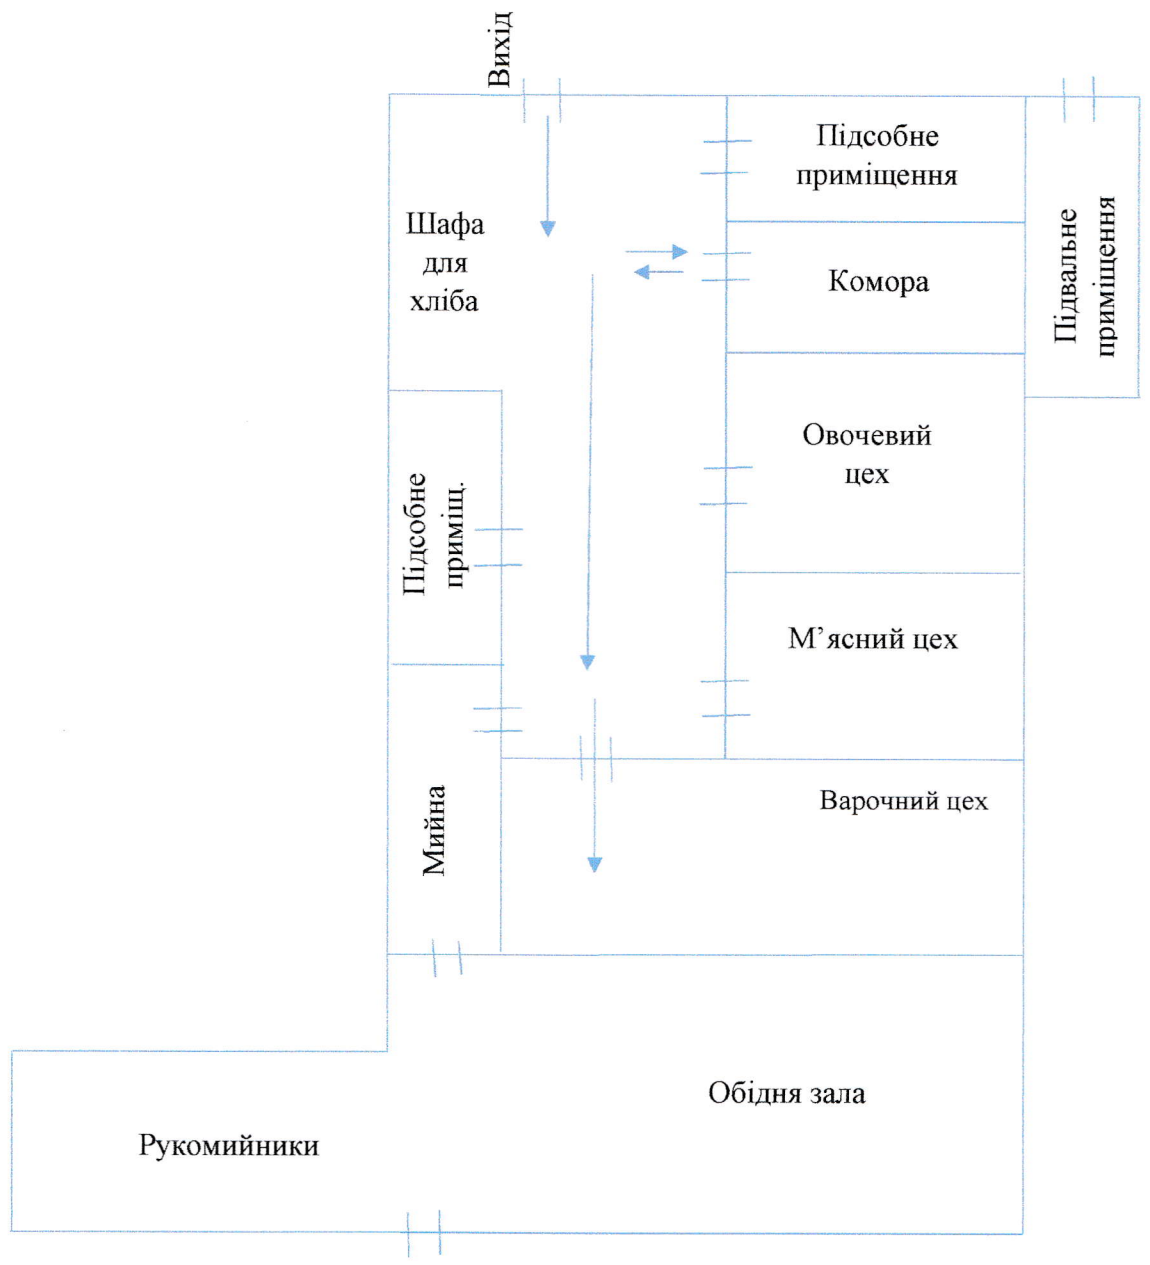 Вихід
Підсобне
приміщення
Шафа
для
хліба
Комора
Підвальне
приміщення
Овочевий
цех
Підсобне
приміщ.
М’ясний цех
Мийна
Варочний цех
Обідня зала
Рукомийники